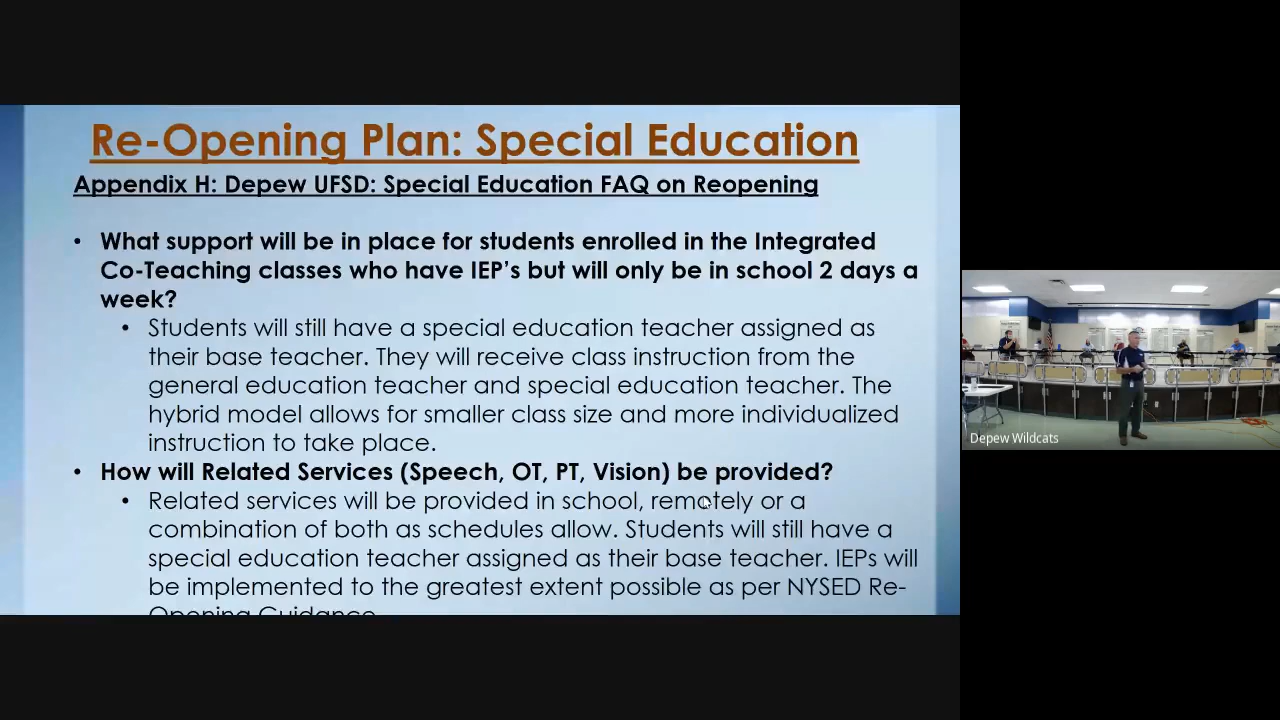 Re-Opening Plan: Special Education
Appendix H: Depew UFSD: Special Education FAQ on Reopening
• What support will be in place for students enrolled in the Integrated
Co-Teaching classes who have IEP’s but will only be in school 2 days a
week?
• Students will still have a special education teacher assigned as
their base teacher. They will receive class instruction from the
general education teacher and special education teacher. The
hybrid model allows for smaller class size and more individualized
instruction to take place.
• How will Related Services (Speech, OT, PT, Vision) be provided?
• Related services will be provided in school, remotely or a
combination of both as schedules allow. Students will still have a
special education teacher assigned as their base teacher. IEPs will
be implemented to the greatest extent possible as per NYSED Re-
Opening Guidance.
Depew Wildcats